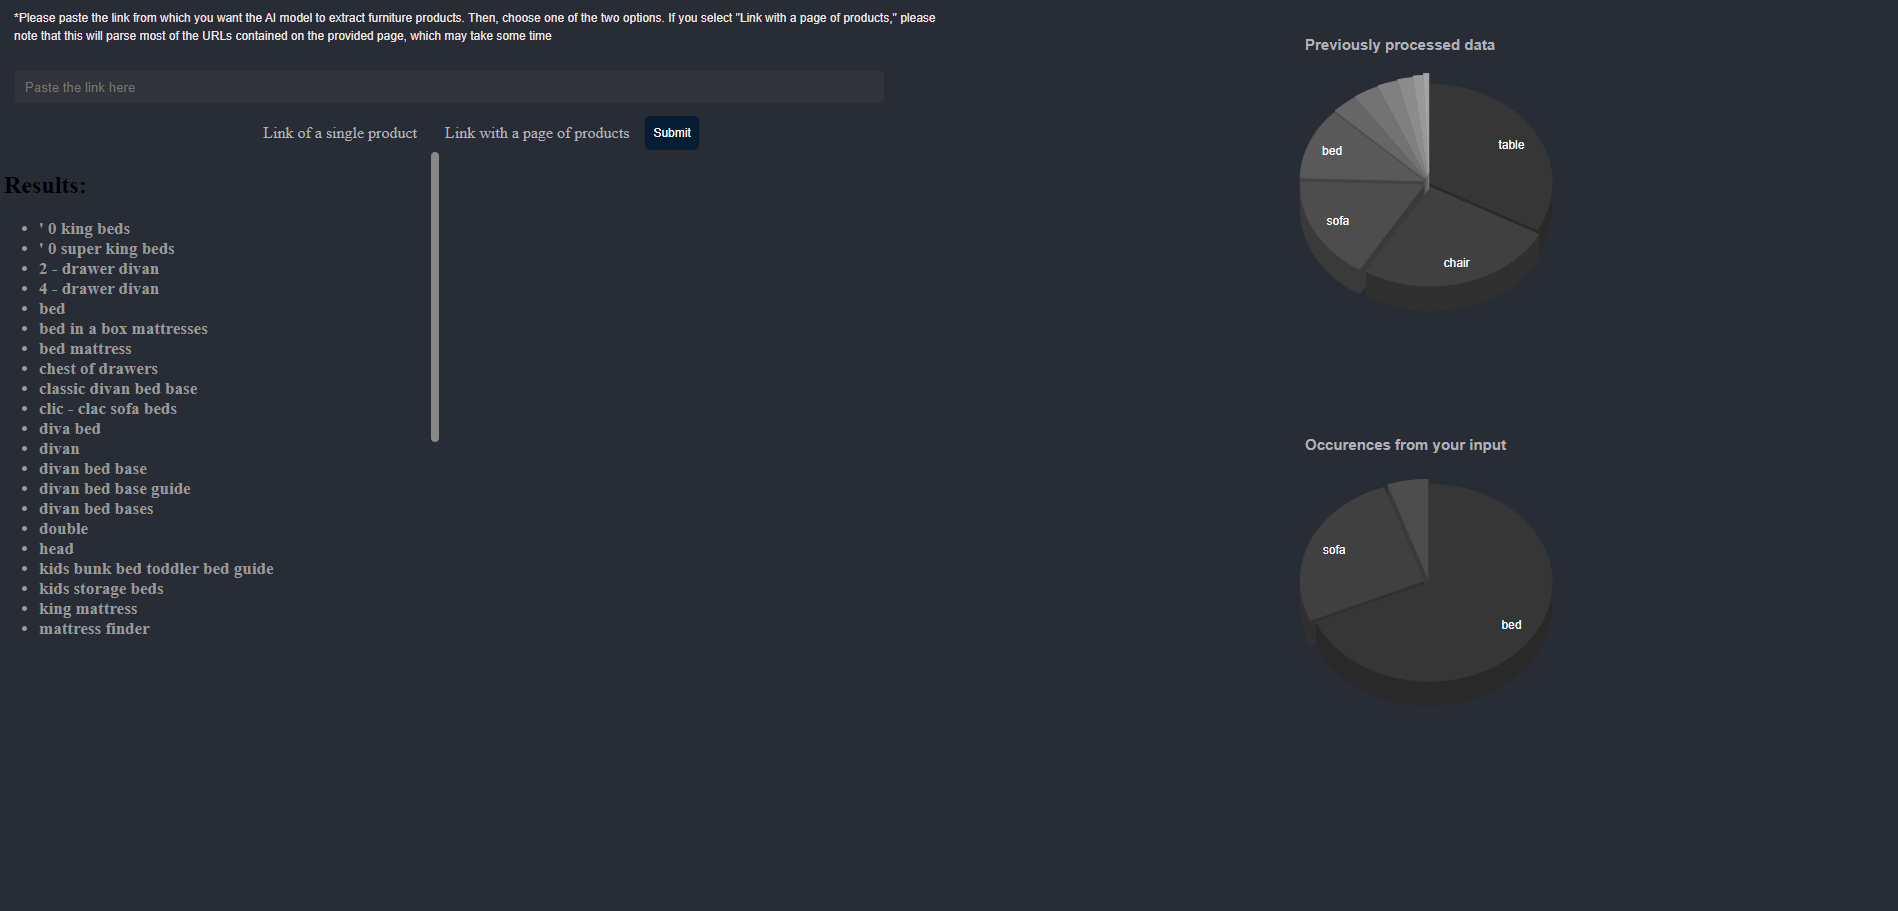 *Please paste the link from which you want the AI model to extract furniture products. Then, choose one of the two options. If you select "Link with a page of products," please
note that this will parse most of the URLs contained on the provided page, which may take some time
Paste the link here
Link of a single product
Link with a page of products
Submit
Results:
' 0 king beds
' 0 super king beds
2 - drawer divan
4 - drawer divan
bed
bed in a box mattresses
bed mattress
chest of drawers
classic divan bed base
clic - clac sofa beds
diva bed
divan
divan bed base
divan bed base guide
divan bed bases
double
head
kids bunk bed toddler bed guide
kids storage beds
king mattress
mattress finder
Previously processed data
table
bed
sofa
chair
Occurences from your input
sofa
bed